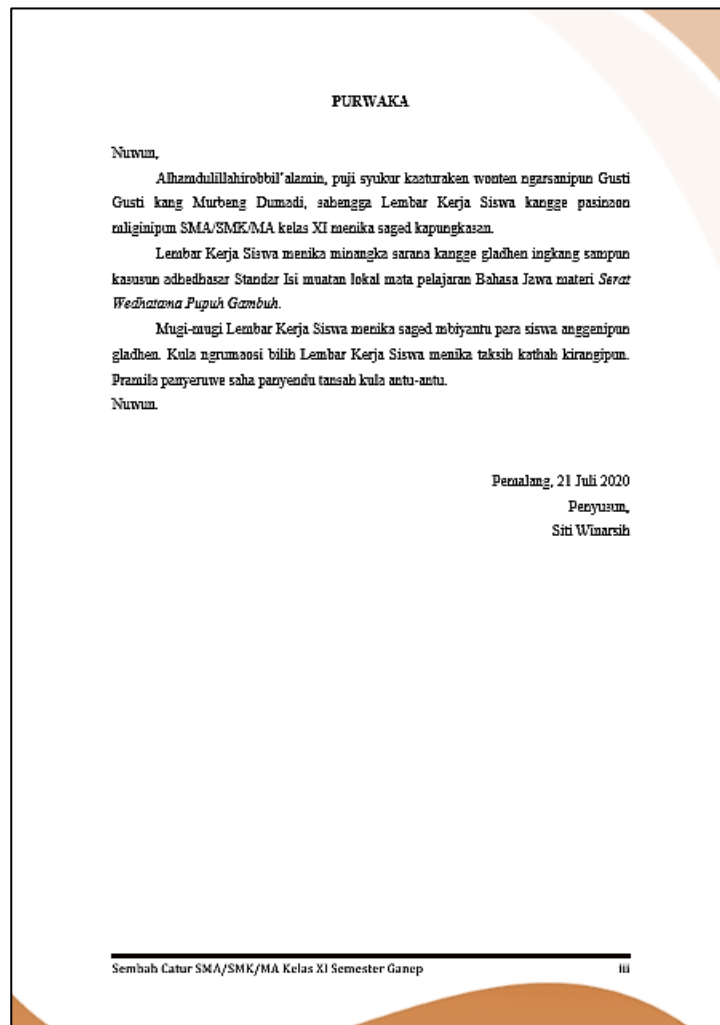 PURWAKA
Nuwun,
Alhamdulillahirobbil'alamin, puji syukur kaaturaken wonten ngarsanipun Gusti
Gusti kang Murbeng Dumadi, sahengga Lembar Kerja Siswa kangge pasinaon
mliginipun SMA/SMK/MA kelas XI menika saged kapungkasan.
Lembar Kerja Siswa menika minangka sarana kangge gladhen ingkang sampun
kasusun adhedhasar Standar Isi muatan lokal mata pelajaran Bahasa Jawa materi Serat
Wedhatama Pupuh Gambuh.
Mugi-mugi Lembar Kerja Siswa menika saged mbiyantu para siswa anggenipun
gladhen. Kula ngrumaosi bilih Lembar Kerja Siswa menika taksih kathah kirangipun.
Pramila panyeruwe saha panyendu tansah kula antu-antu.
Nuwun.
Pemalang, 21 Juli 2020
Penyusun,
Siti Winarsih
Sembah Catur SMA/SMK/MA Kelas XI Semester Ganep iii